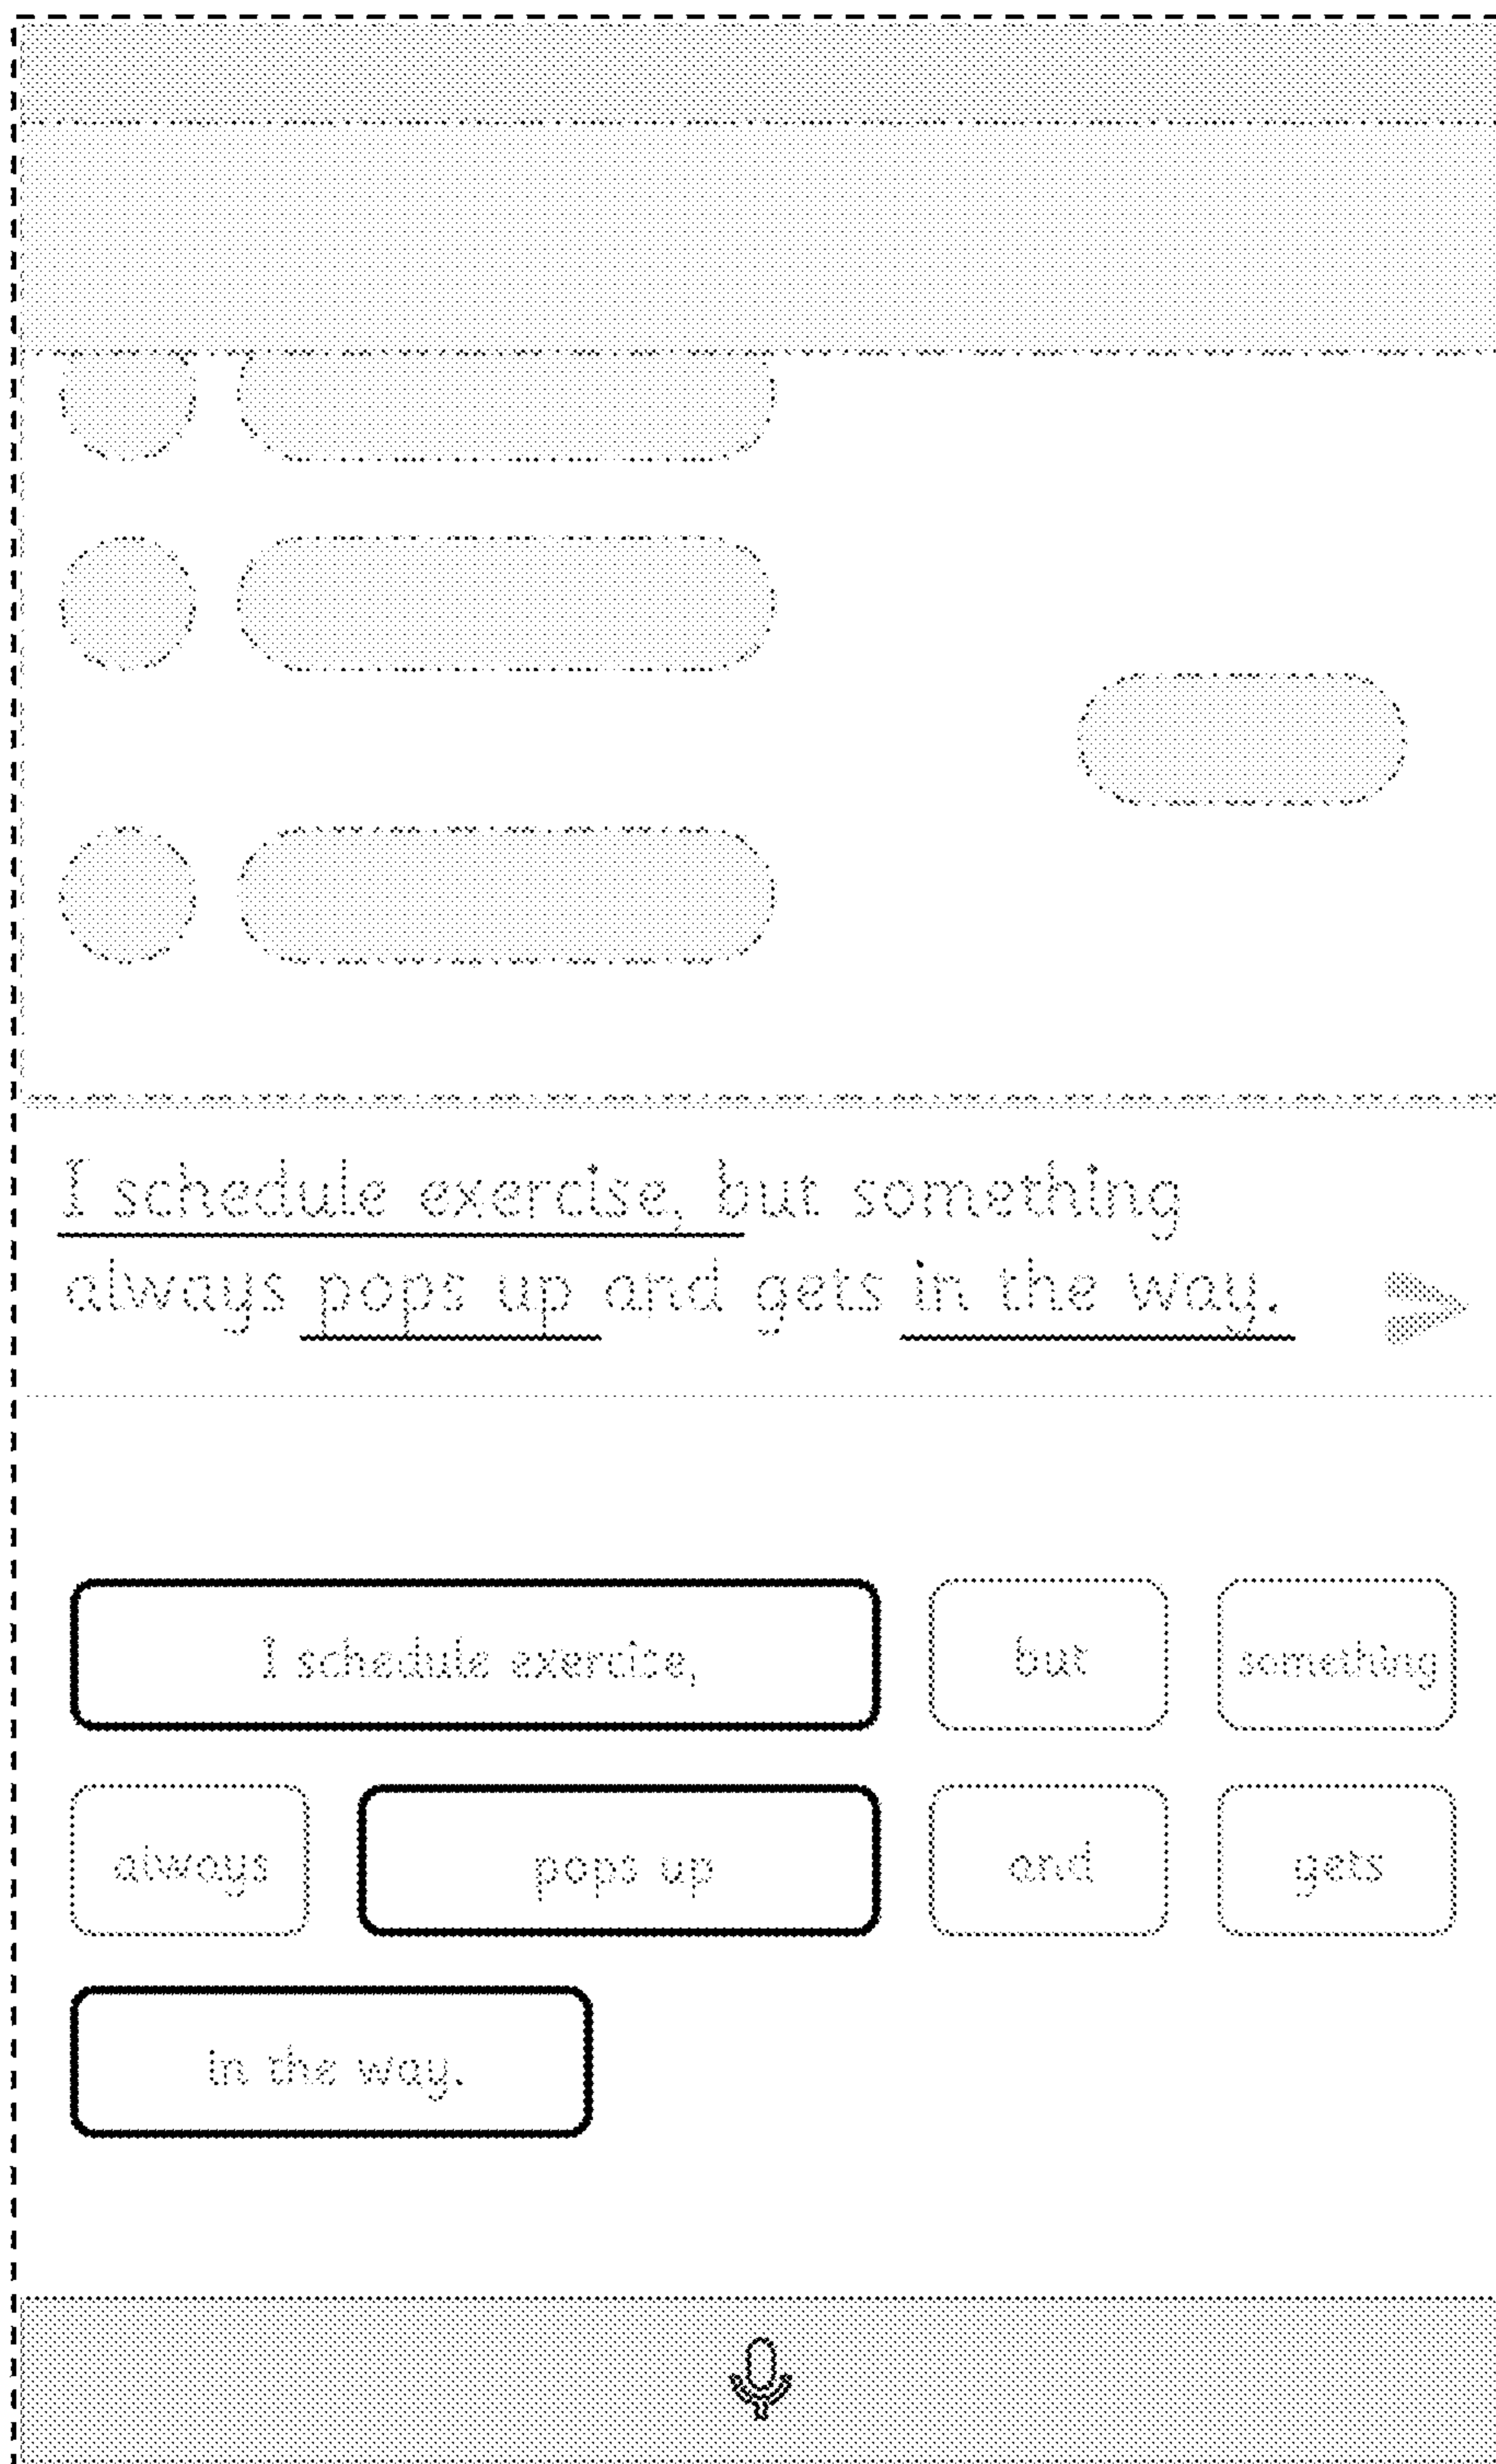 I schedule exercise, but something
always pops up and gets in the way.
I schedule exercise, but something
always pops up and gets
in the way.